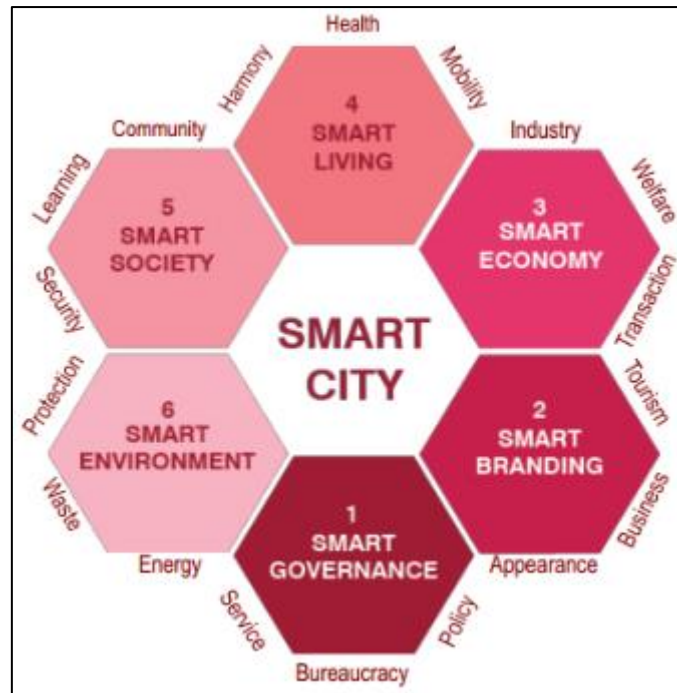 Health
Harmony
Mobility
4
SMART
LIVING
Community
Industry
Learning
Welfare
5
SMART
SOCIETY
3
SMART
ECONOMY
Security
Transaction
SMART
CITY
Protection
Tourism
6
SMART
ENVIRONMENT
2
SMART
BRANDING
Waste
Business
Energy
Appearance
1
SMART
GOVERNANCE
Service
Policy
Bureaucracy